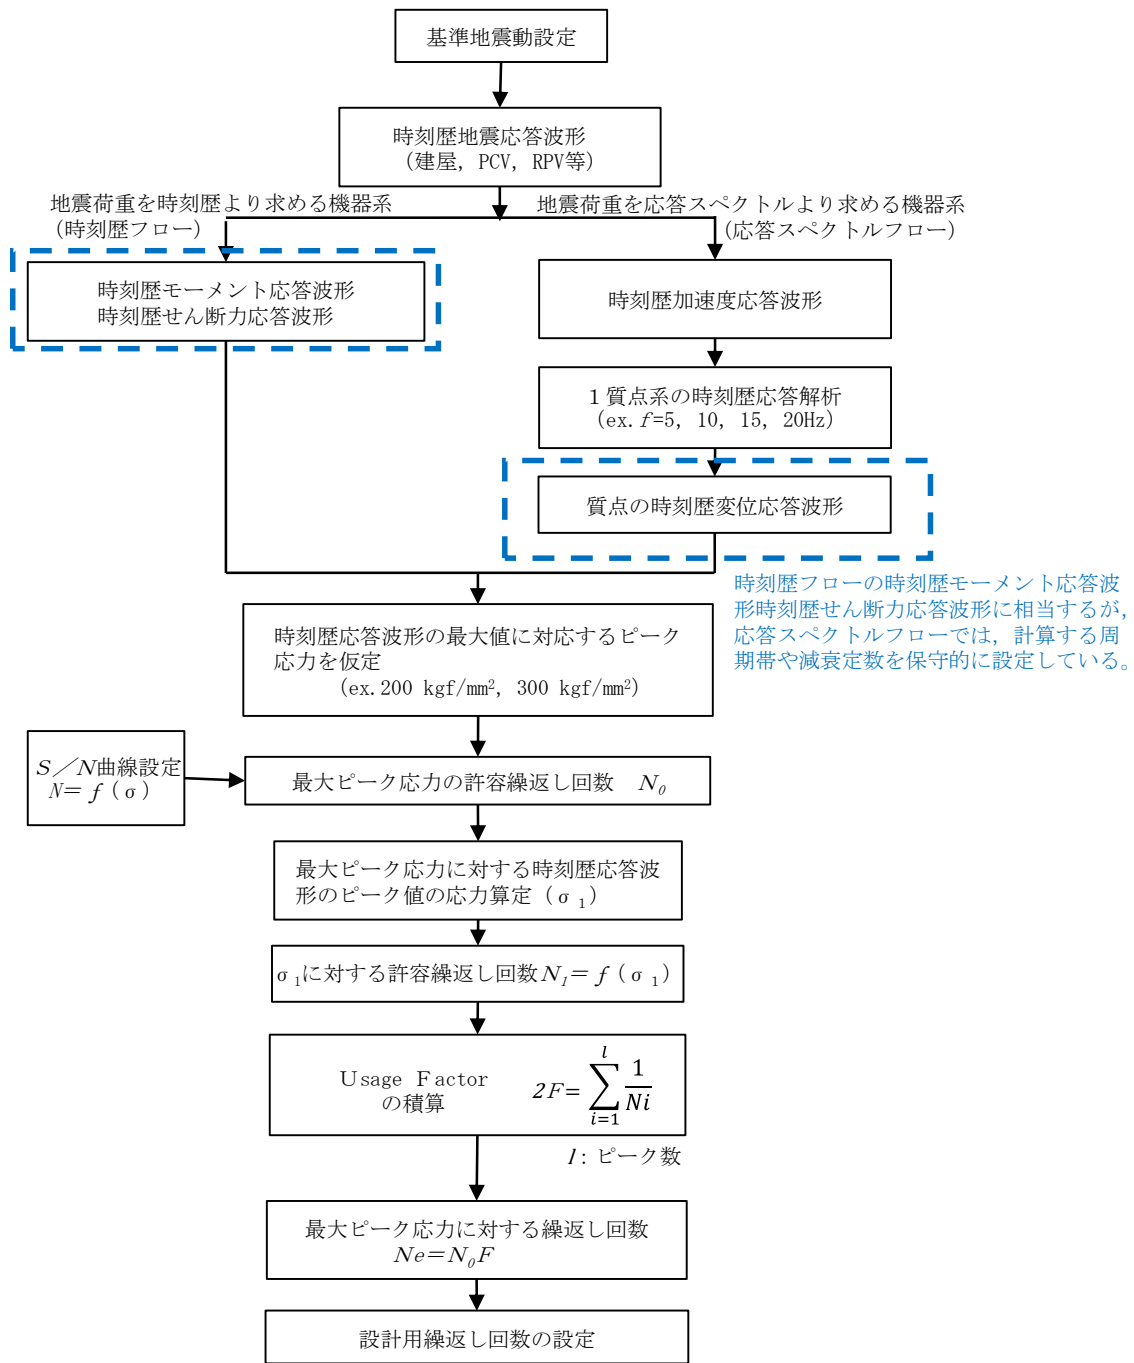 基準地震動設定
時刻歴地震応答波形
(建屋, PCV, RPV等)
地震荷重を時刻歴より求める機器系
(時刻歴フロー)
地震荷重を応答スペクトルより求める機器系
(応答スペクトルフロー)
時刻歴モーメント応答波形
時刻歴せん断力応答波形
時刻歴加速度応答波形
1質点系の時刻歴応答解析
(ex. f=5, 10, 15, 20Hz)
質点の時刻歴変位応答波形
時刻歴フローの時刻歴モーメント応答波
形時刻歴せん断力応答波形に相当するが,
応答スペクトルフローでは,計算する周
期帯や減衰定数を保守的に設定している。
時刻歴応答波形の最大値に対応するピーク
応力を仮定
(ex.200 kgf/mm², 300 kgf/mm²)
S/N曲線設定
N=f(σ)
最大ピーク応力の許容繰返し回数 N₀
最大ピーク応力に対する時刻歴応答波
形のピーク値の応力算定(σ₁)
σ₁に対する許容繰返し回数N₁=f(σ₁)
Usage Factor
の積算
2F=∑_{i=1}^{l} 1/Ni
l: ピーク数
最大ピーク応力に対する繰返し回数
Ne=N₀F
設計用繰返し回数の設定